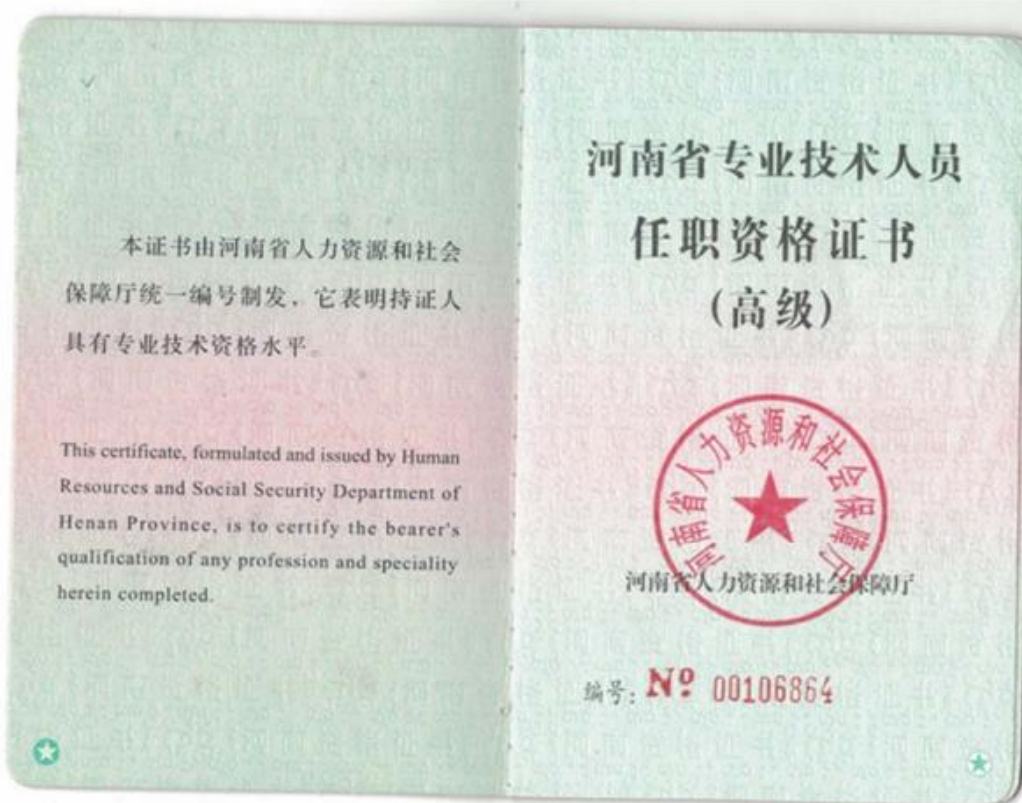 本证书由河南省人力资源和社会
保障厅统一编号制发，它表明持证人
具有专业技术资格水平。
This certificate, formulated and issued by Human
Resources and Social Security Department of
Henan Province, is to certify the bearer's
qualification of any profession and speciality
herein completed.
河南省专业技术人员
任职资格证书
(高级)
河南省人力资源和社会保障厅
河南省人力资源和社会保障厅
编号: Nº 00106864